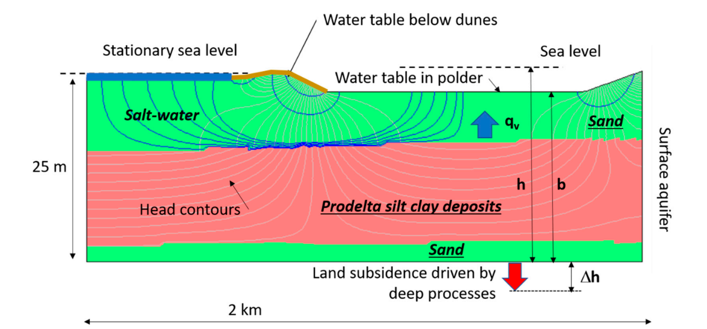 Water table below dunes
Stationary sea level
Sea level
Water table in polder
Salt-water
qv
Sand
Surface aquifer
25 m
h
b
Head contours
Prodelta silt clay deposits
Sand
Land subsidence driven by
deep processes
Δh
2 km